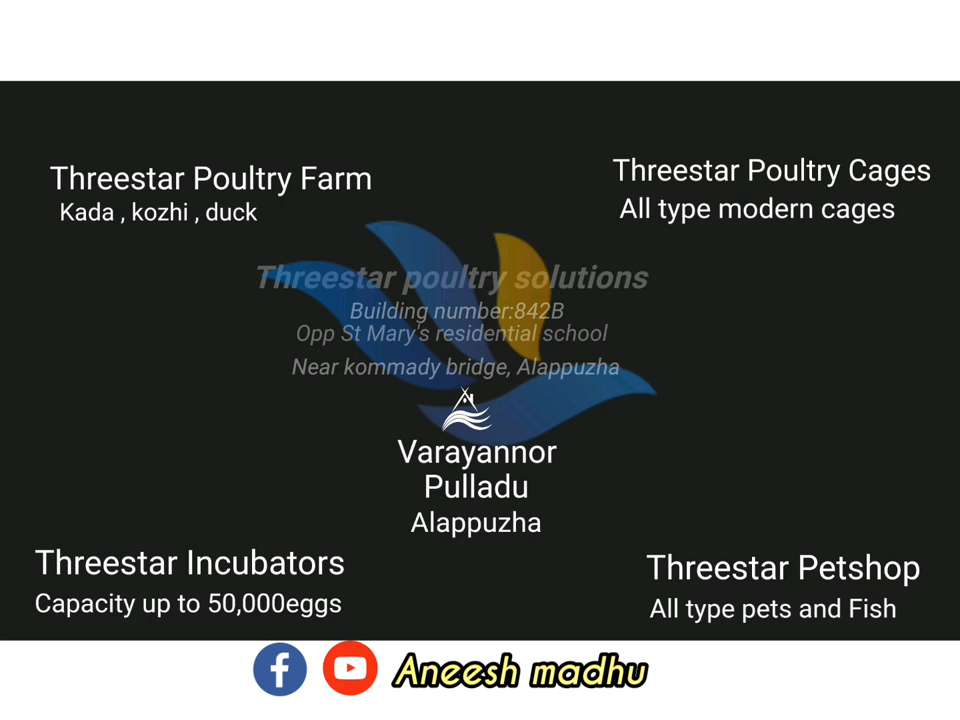 Threestar Poultry Farm
Kada , kozhi , duck
Threestar Poultry Cages
All type modern cages
Threestar poultry solutions
Building number:842B
Opp St Mary's residential school
Near kommady bridge, Alappuzha
Varayannor
Pulladu
Alappuzha
Threestar Incubators
Capacity up to 50,000eggs
Threestar Petshop
All type pets and Fish
Aneesh madhu